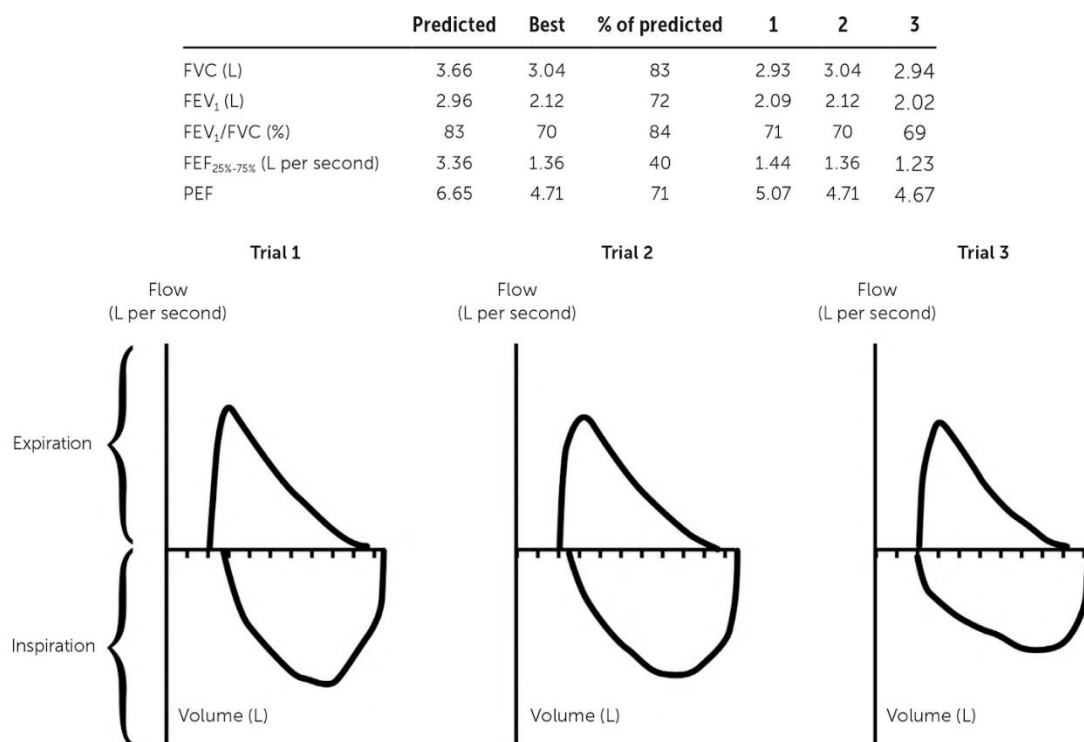 Predicted Best % of predicted 1 2 3
FVC (L) 3.66 3.04 83 2.93 3.04 2.94
FEV₁ (L) 2.96 2.12 72 2.09 2.12 2.02
FEV₁/FVC (%) 83 70 84 71 70 69
FEF₂₅%-₇₅% (L per second) 3.36 1.36 40 1.44 1.36 1.23
PEF 6.65 4.71 71 5.07 4.71 4.67
Trial 1 Trial 2 Trial 3
Flow Flow Flow
(L per second) (L per second) (L per second)
Expiration
Inspiration
Volume (L) Volume (L) Volume (L)